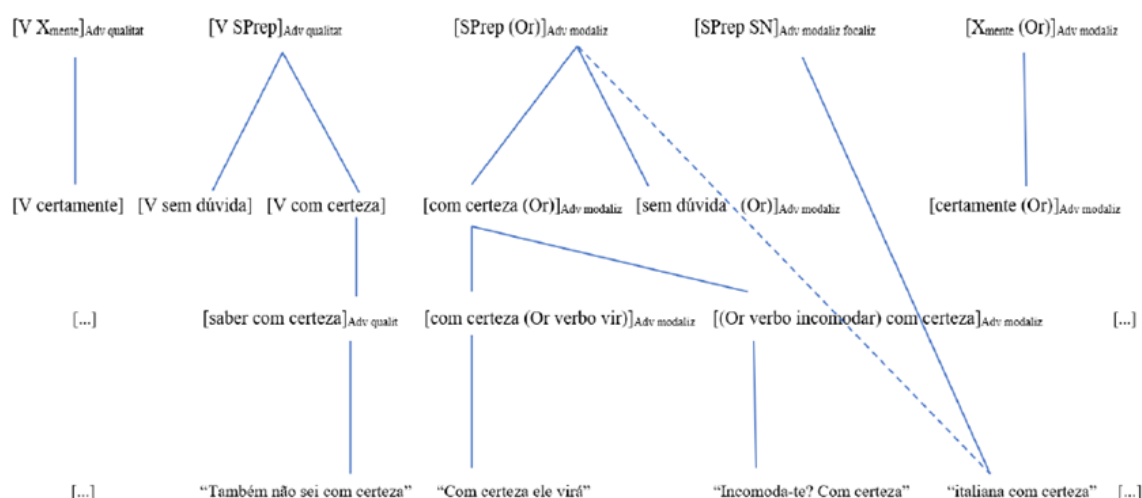 [V Xmente]Adv qualitat [V SPrep]Adv qualitat [SPrep (Or)]Adv modaliz [SPrep SN]Adv modaliz focaliz [Xmente (Or)]Adv modaliz
[V certamente] [V sem dúvida] [V com certeza] [com certeza (Or)]Adv modaliz [sem dúvida (Or)]Adv modaliz [certamente (Or)]Adv modaliz
[...] [saber com certeza]Adv qualit [com certeza (Or verbo vir)]Adv modaliz [(Or verbo incomodar) com certeza]Adv modaliz [...]
[...] “Também não sei com certeza” “Com certeza ele virá” “Incomoda-te? Com certeza” “italiana com certeza” [...]